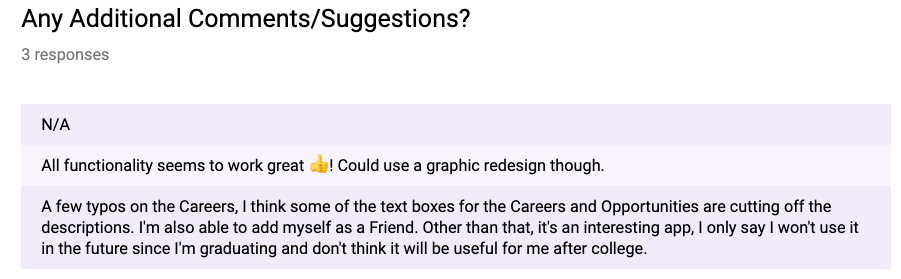 Any Additional Comments/Suggestions?
3 responses
N/A
All functionality seems to work great 👍! Could use a graphic redesign though.
A few typos on the Careers, I think some of the text boxes for the Careers and Opportunities are cutting off the
descriptions. I'm also able to add myself as a Friend. Other than that, it's an interesting app, I only say I won't use it
in the future since I'm graduating and don't think it will be useful for me after college.